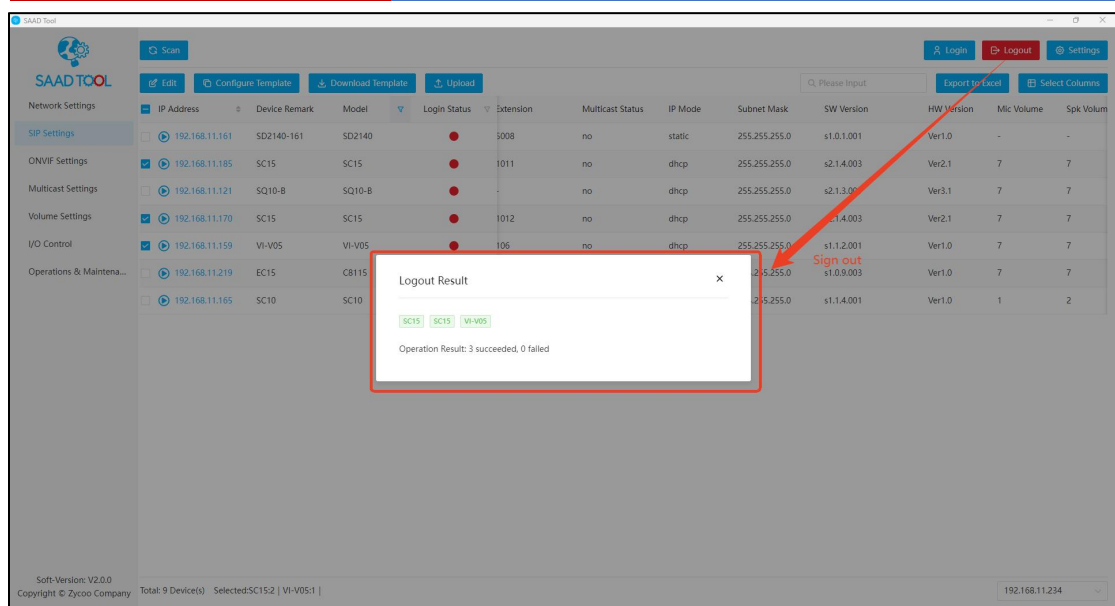 SAAD Tool
SAAD TOOL
Scan
Login Logout Settings
Edit Configure Template Download Template Upload Please Input Export to Excel Select Columns
Network Settings
SIP Settings
ONVIF Settings
Multicast Settings
Volume Settings
I/O Control
Operations & Maintena...
IP Address Device Remark Model Login Status Extension Multicast Status IP Mode Subnet Mask SW Version HW Version Mic Volume Spk Volum
192.168.11.161 SD2140-161 SD2140 no static 255.255.255.0 s1.0.1.001 Ver1.0 - -
192.168.11.185 SC15 SC15 1011 no dhcp 255.255.255.0 s2.1.4.003 Ver2.1 7 7
192.168.11.121 SQ10-B SQ10-B - no dhcp 255.255.255.0 Ver3.1 7 7
192.168.11.170 SC15 SC15 1012 no dhcp 255.255.255.0 Ver2.1 7 7
192.168.11.159 VI-V05 VI-V05 106 no dhcp 255.255.255.0 s1.1.2.001 Ver1.0 7 7
192.168.11.219 EC15 C8115 s1.0.9.003 Ver1.0 7 7
192.168.11.165 SC10 SC10 s1.1.4.001 Ver1.0 1 2
Sign out
Logout Result
SC15 SC15 VI-V05
Operation Result: 3 succeeded, 0 failed
Soft-Version: V2.0.0
Copyright © Zycoo Company
Total: 9 Device(s) Selected:SC15:2 | VI-V05:1 |
192.168.11.234